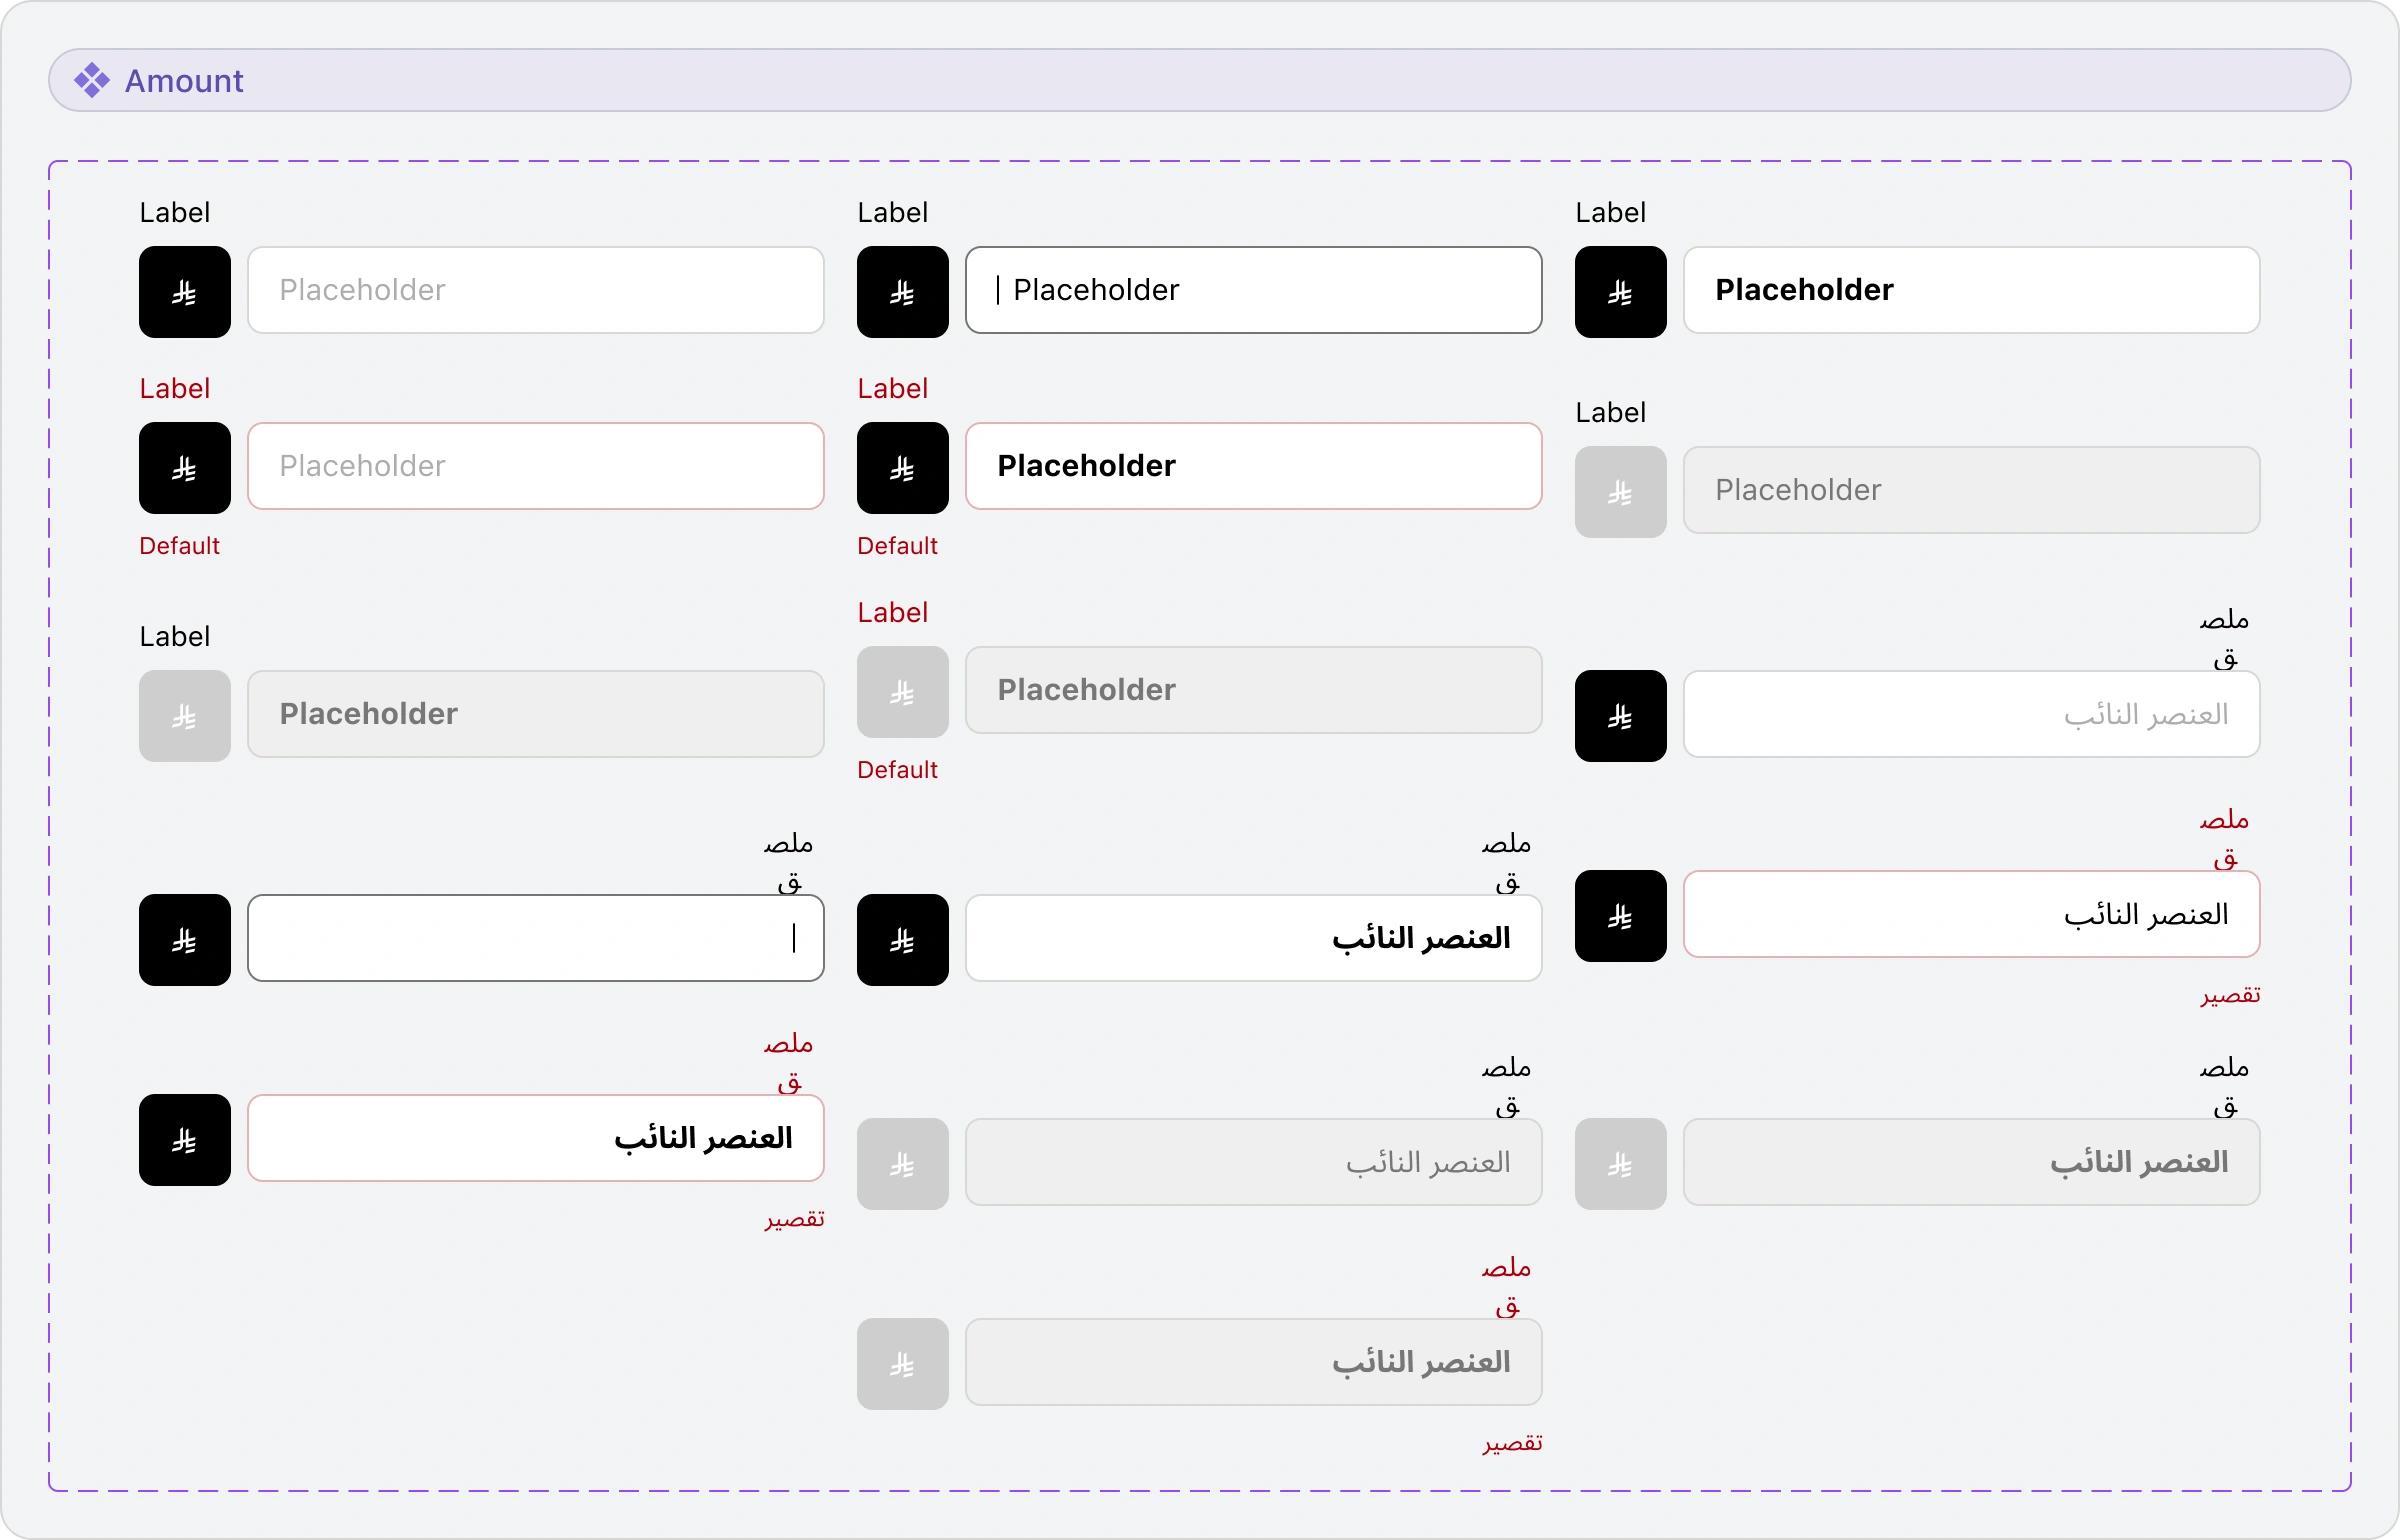 Amount
Label
Label
Label
Placeholder
Placeholder
Placeholder
Label
Label
Label
Placeholder
Placeholder
Placeholder
Default
Default
Label
Label
ملص
ق
Placeholder
Placeholder
العنصر النائب
Default
ملص
ق
ملص
ق
ملص
ق
العنصر النائب
العنصر النائب
تقصير
ملص
ق
ملص
ق
ملص
ق
العنصر النائب
العنصر النائب
العنصر النائب
تقصير
ملص
ق
العنصر النائب
تقصير